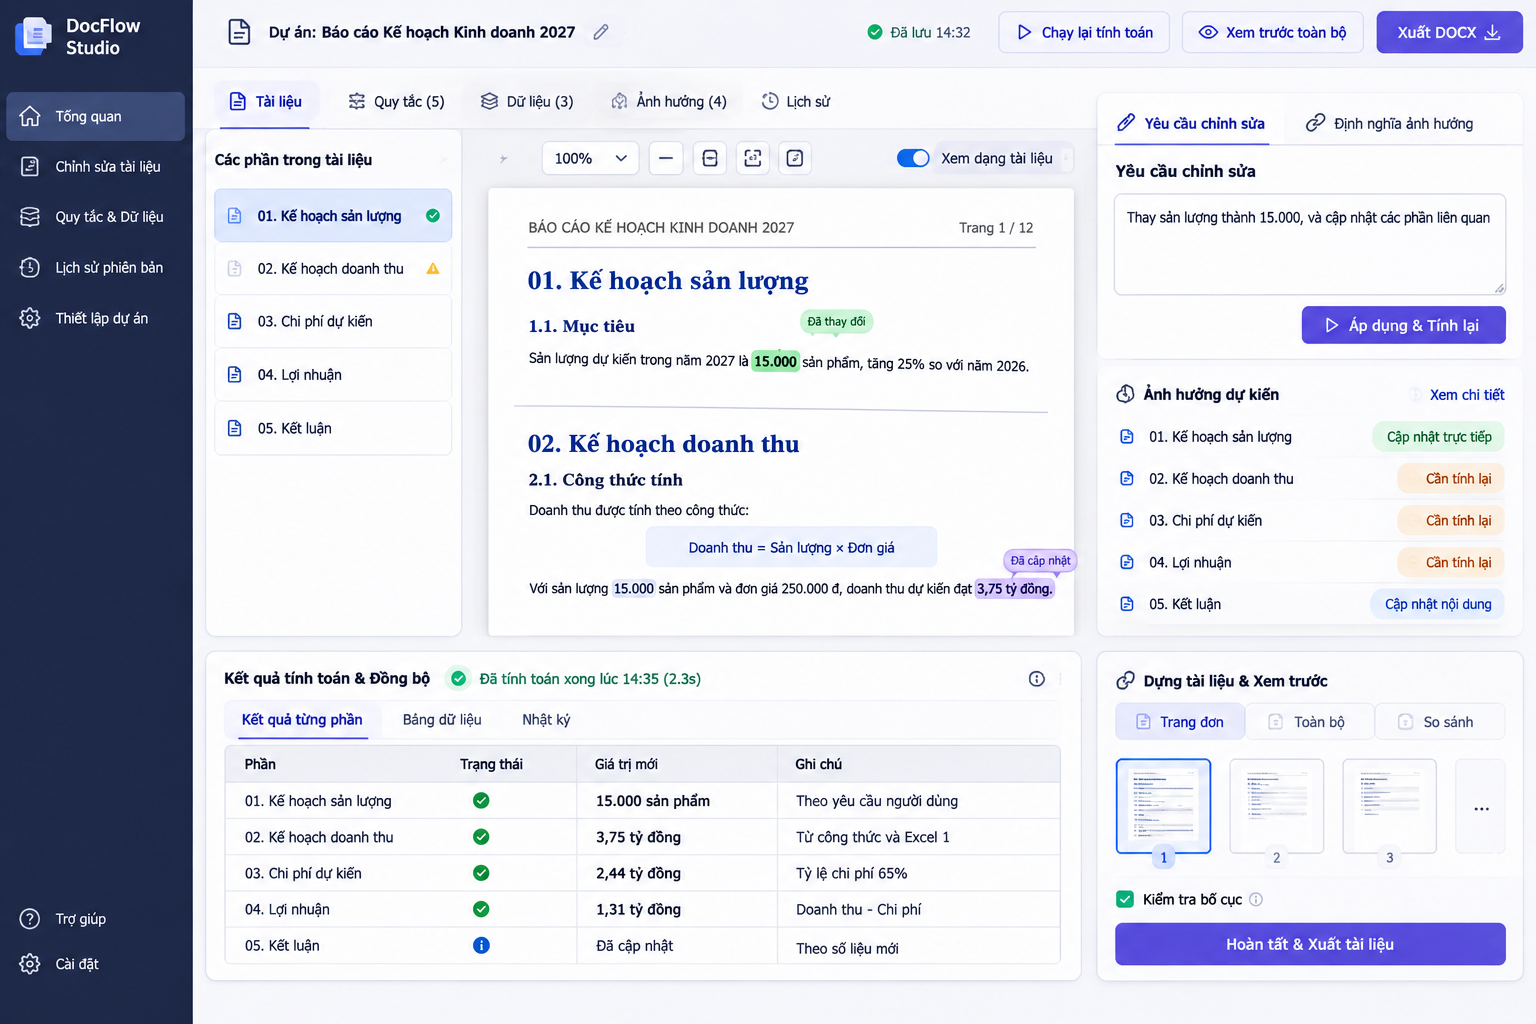 DocFlow
Studio
Tổng quan
Chỉnh sửa tài liệu
Quy tắc & Dữ liệu
Lịch sử phiên bản
Thiết lập dự án
Trợ giúp
Cài đặt
Dự án: Báo cáo Kế hoạch Kinh doanh 2027
Đã lưu 14:32
Chạy lại tính toán
Xem trước toàn bộ
Xuất DOCX
Tài liệu
Quy tắc (5)
Dữ liệu (3)
Ảnh hưởng (4)
Lịch sử
Các phần trong tài liệu
01. Kế hoạch sản lượng
02. Kế hoạch doanh thu
03. Chi phí dự kiến
04. Lợi nhuận
05. Kết luận
100%
Xem dạng tài liệu
BÁO CÁO KẾ HOẠCH KINH DOANH 2027
Trang 1 / 12
01. Kế hoạch sản lượng
1.1. Mục tiêu
Đã thay đổi
Sản lượng dự kiến trong năm 2027 là 15.000 sản phẩm, tăng 25% so với năm 2026.
02. Kế hoạch doanh thu
2.1. Công thức tính
Doanh thu được tính theo công thức:
Doanh thu = Sản lượng × Đơn giá
Đã cập nhật
Với sản lượng 15.000 sản phẩm và đơn giá 250.000 đ, doanh thu dự kiến đạt 3,75 tỷ đồng.
Yêu cầu chỉnh sửa
Định nghĩa ảnh hưởng
Yêu cầu chỉnh sửa
Thay sản lượng thành 15.000, và cập nhật các phần liên quan
Áp dụng & Tính lại
Ảnh hưởng dự kiến
Xem chi tiết
01. Kế hoạch sản lượng
Cập nhật trực tiếp
02. Kế hoạch doanh thu
Cần tính lại
03. Chi phí dự kiến
Cần tính lại
04. Lợi nhuận
Cần tính lại
05. Kết luận
Cập nhật nội dung
Kết quả tính toán & Đồng bộ
Đã tính toán xong lúc 14:35 (2.3s)
Kết quả từng phần
Bảng dữ liệu
Nhật ký
Phần
Trạng thái
Giá trị mới
Ghi chú
01. Kế hoạch sản lượng
15.000 sản phẩm
Theo yêu cầu người dùng
02. Kế hoạch doanh thu
3,75 tỷ đồng
Từ công thức và Excel 1
03. Chi phí dự kiến
2,44 tỷ đồng
Tỷ lệ chi phí 65%
04. Lợi nhuận
1,31 tỷ đồng
Doanh thu - Chi phí
05. Kết luận
Đã cập nhật
Theo số liệu mới
Dựng tài liệu & Xem trước
Trang đơn
Toàn bộ
So sánh
1
2
3
...
Kiểm tra bố cục
Hoàn tất & Xuất tài liệu